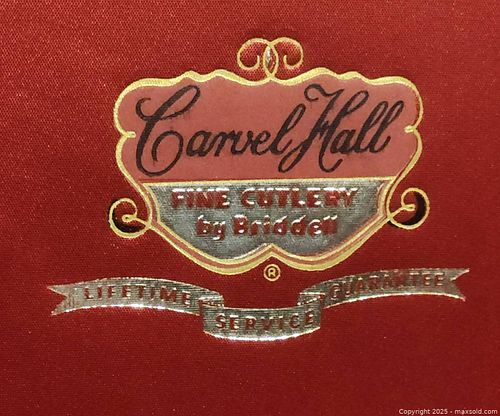 Carvel Hall
FINE CUTLERY
by Briddell
®
LIFETIME SERVICE GUARANTEE
Copyright 2025 - maxsold.com